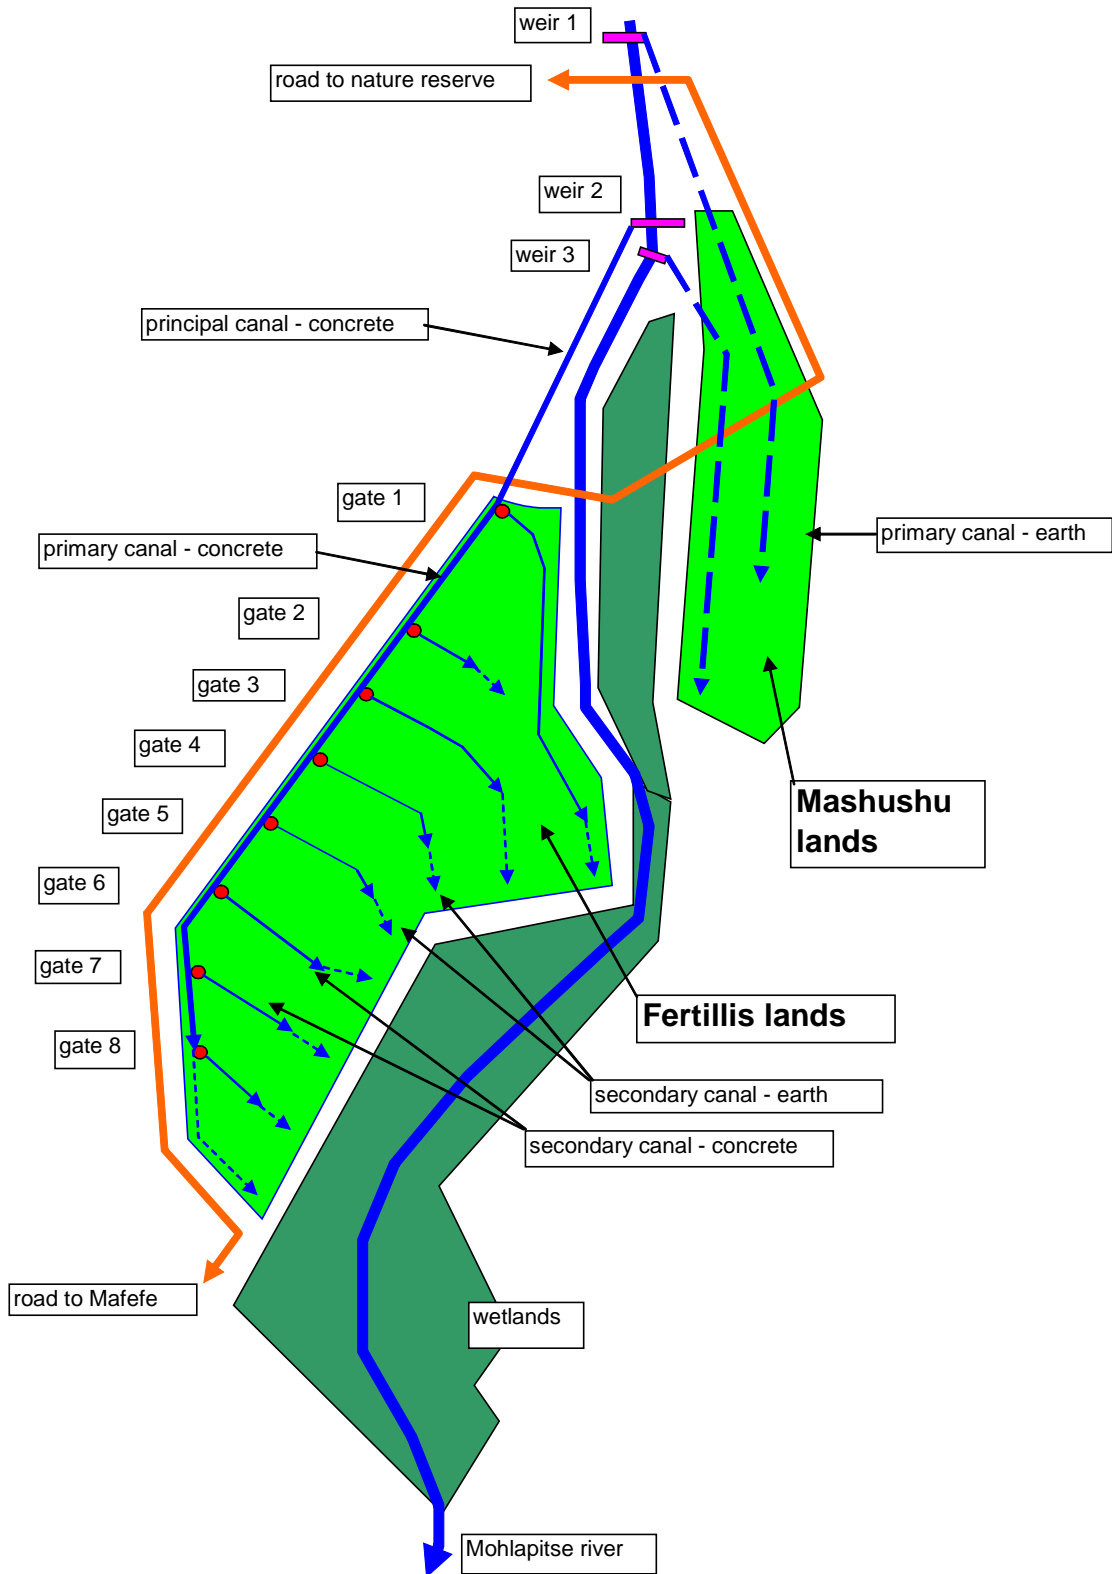 weir 1
road to nature reserve
weir 2
weir 3
principal canal - concrete
gate 1
primary canal - concrete
primary canal - earth
gate 2
gate 3
gate 4
gate 5
Mashushu
lands
gate 6
gate 7
Fertillis lands
gate 8
secondary canal - earth
secondary canal - concrete
road to Mafefe
wetlands
Mohlapitse river